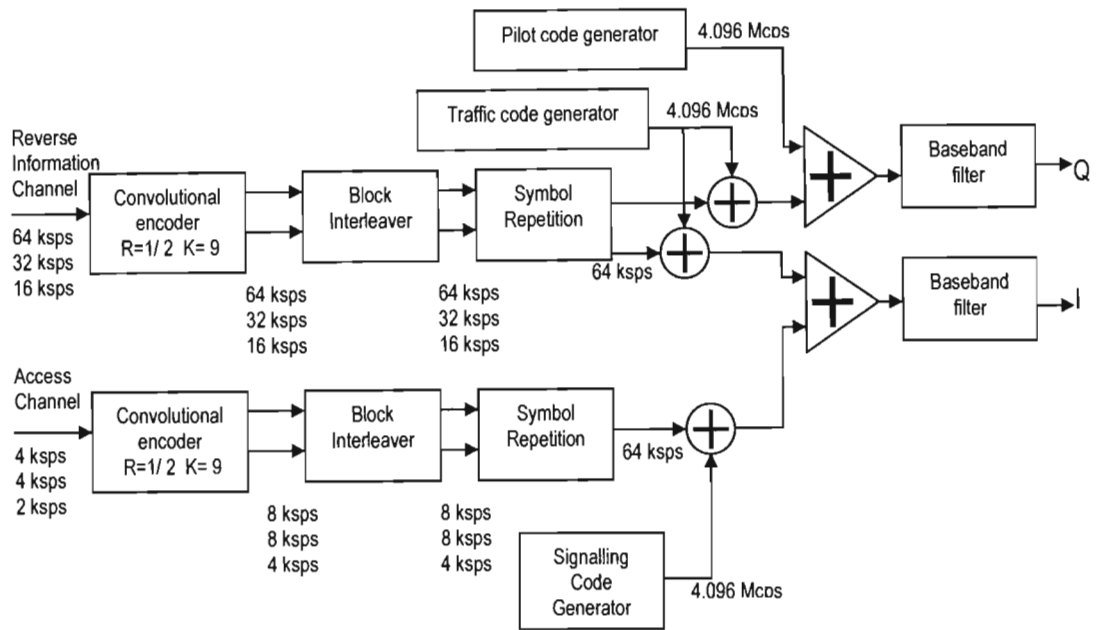 Pilot code generator
4.096 Mcps
Traffic code generator
4.096 Mcps
Reverse
Information
Channel
64 ksps
32 ksps
16 ksps
Convolutional
encoder
R=1/ 2 K= 9
64 ksps
32 ksps
16 ksps
Block
Interleaver
64 ksps
32 ksps
16 ksps
Symbol
Repetition
64 ksps
Baseband
filter
Q
Baseband
filter
I
Access
Channel
4 ksps
4 ksps
2 ksps
Convolutional
encoder
R=1/ 2 K= 9
8 ksps
8 ksps
4 ksps
Block
Interleaver
8 ksps
8 ksps
4 ksps
Symbol
Repetition
64 ksps
Signalling
Code
Generator
4.096 Mcps